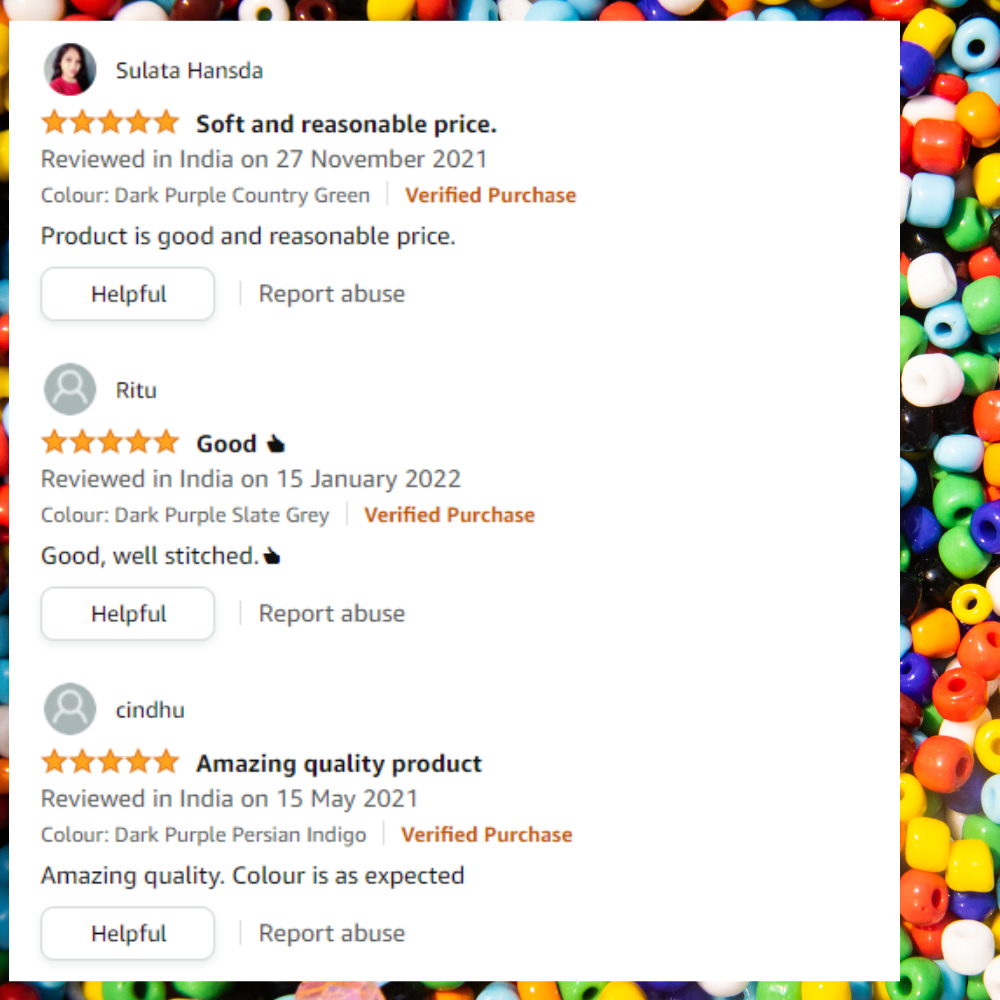 Sulata Hansda
Soft and reasonable price.
Reviewed in India on 27 November 2021
Colour: Dark Purple Country Green | Verified Purchase
Product is good and reasonable price.
Helpful | Report abuse
Ritu
Good 👍
Reviewed in India on 15 January 2022
Colour: Dark Purple Slate Grey | Verified Purchase
Good, well stitched.👍
Helpful | Report abuse
cindhu
Amazing quality product
Reviewed in India on 15 May 2021
Colour: Dark Purple Persian Indigo | Verified Purchase
Amazing quality. Colour is as expected
Helpful | Report abuse